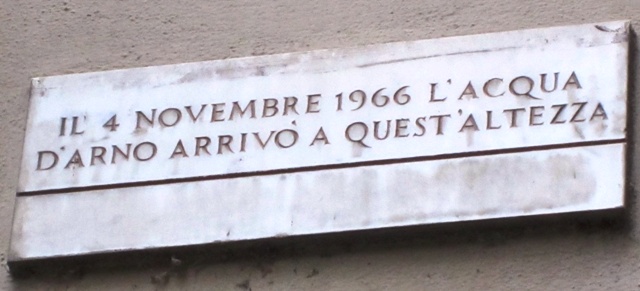 IL 4 NOVEMBRE 1966 L'ACQUA
D'ARNO ARRIVÒ A QUEST'ALTEZZA